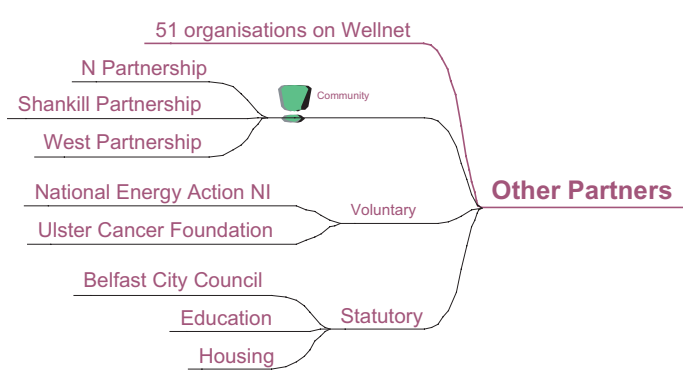 51 organisations on Wellnet
N Partnership
Community
Shankill Partnership
West Partnership
Other Partners
National Energy Action NI
Voluntary
Ulster Cancer Foundation
Belfast City Council
Education
Statutory
Housing